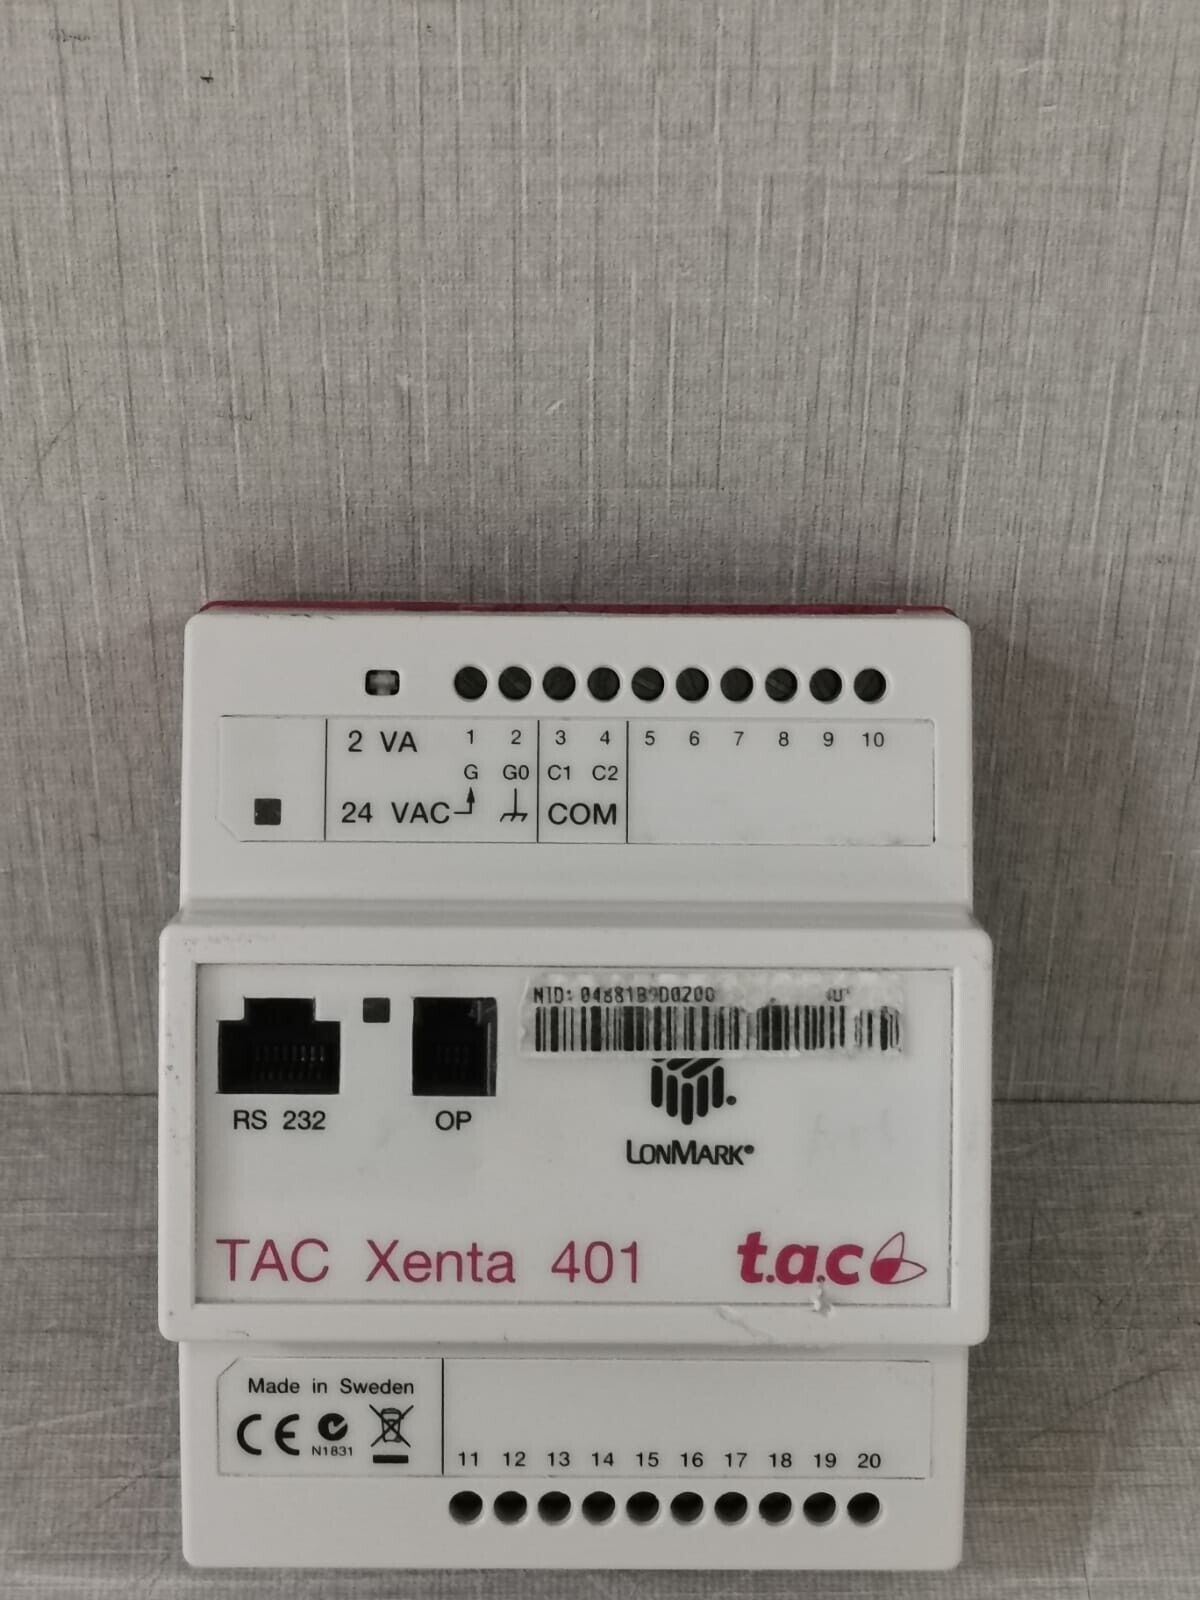 2 VA 1 2 3 4 5 6 7 8 9 10
G G0 C1 C2
24 VAC COM
NID: 04881B9D0200
RS 232 OP
LONMARK®
TAC Xenta 401 t.a.c
Made in Sweden
CE N1831
11 12 13 14 15 16 17 18 19 20